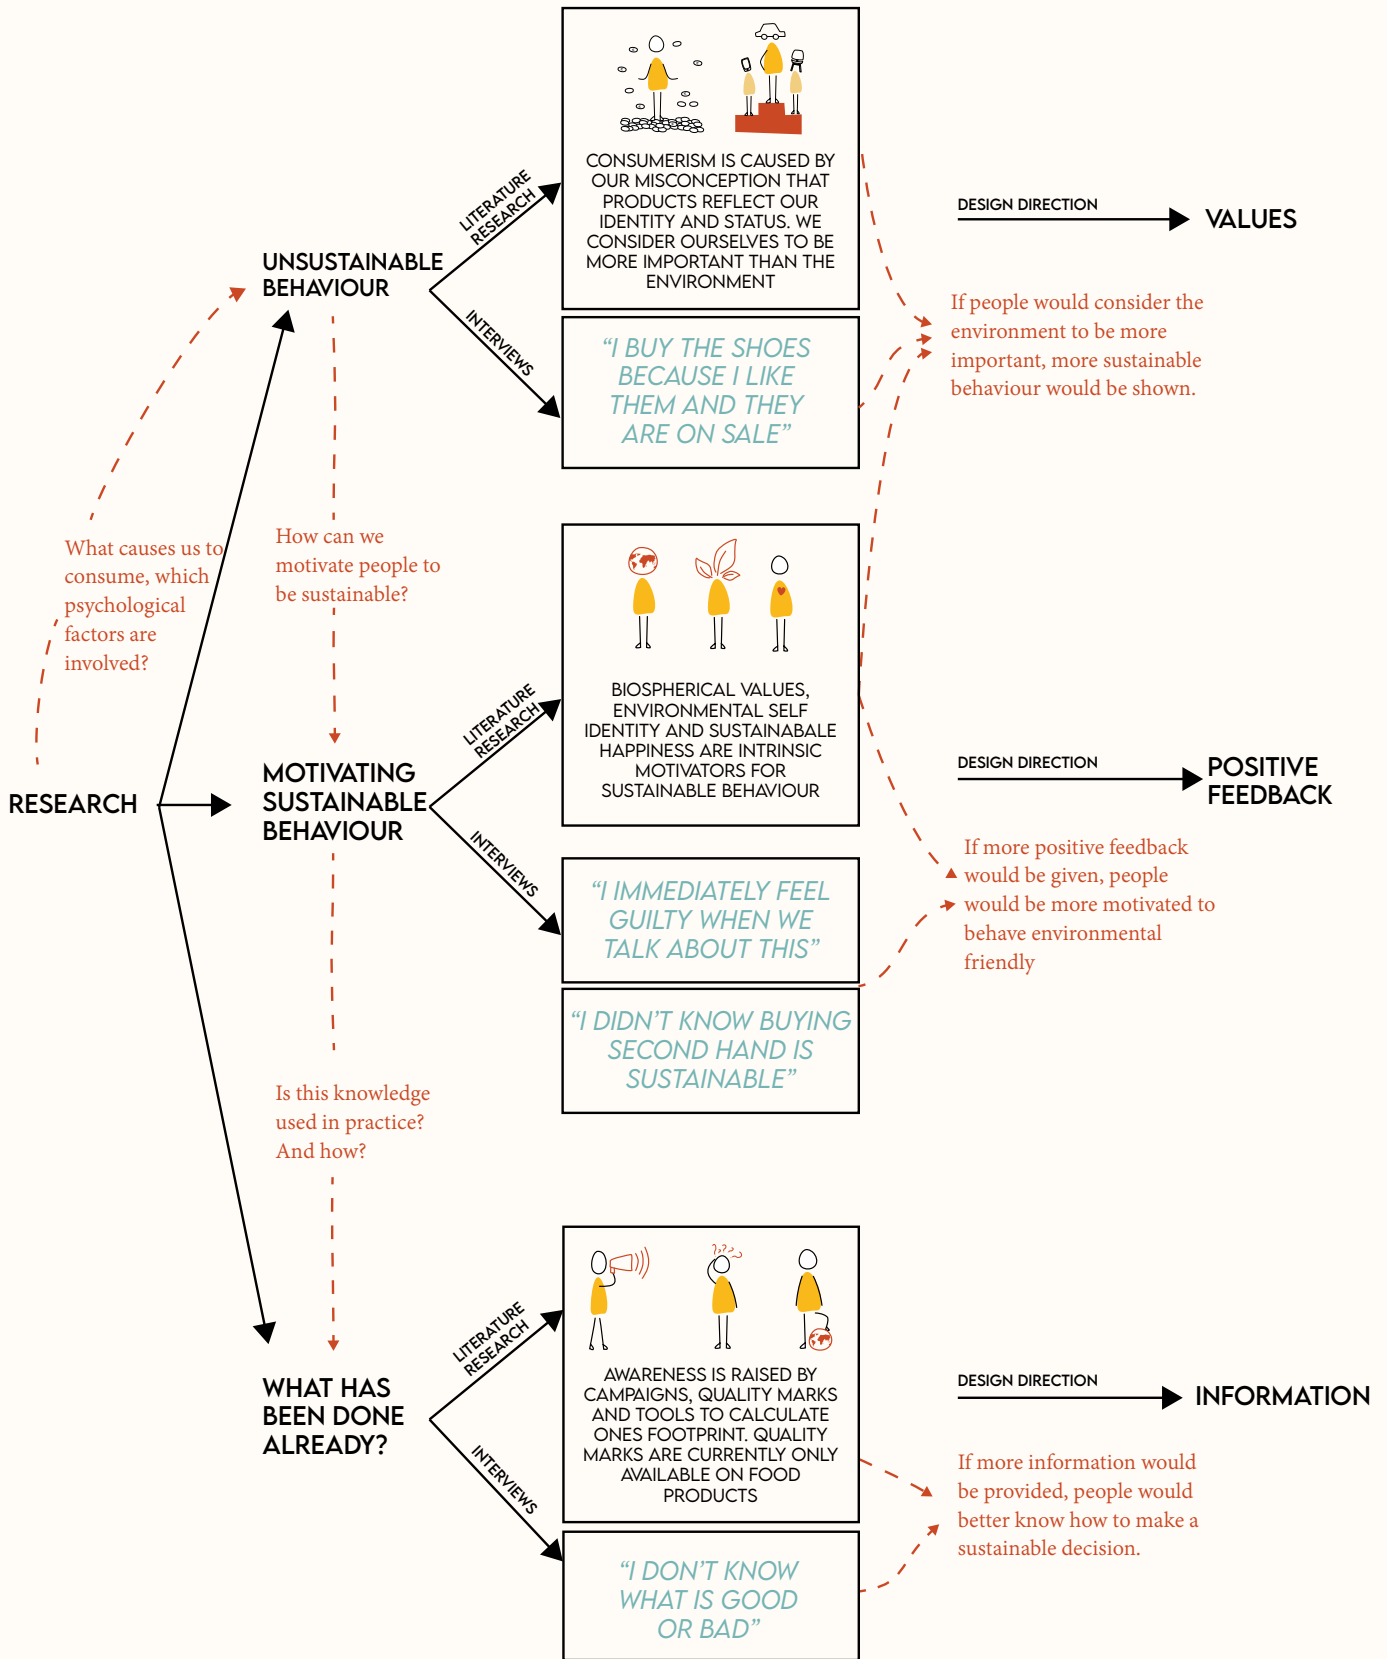 RESEARCH
What causes us to
consume, which
psychological
factors are
involved?
UNSUSTAINABLE
BEHAVIOUR
LITERATURE
RESEARCH
CONSUMERISM IS CAUSED BY
OUR MISCONCEPTION THAT
PRODUCTS REFLECT OUR
IDENTITY AND STATUS. WE
CONSIDER OURSELVES TO BE
MORE IMPORTANT THAN THE
ENVIRONMENT
INTERVIEWS
“I BUY THE SHOES
BECAUSE I LIKE
THEM AND THEY
ARE ON SALE”
DESIGN DIRECTION
VALUES
If people would consider the
environment to be more
important, more sustainable
behaviour would be shown.
How can we
motivate people to
be sustainable?
MOTIVATING
SUSTAINABLE
BEHAVIOUR
LITERATURE
RESEARCH
BIOSPHERICAL VALUES,
ENVIRONMENTAL SELF
IDENTITY AND SUSTAINABALE
HAPPINESS ARE INTRINSIC
MOTIVATORS FOR
SUSTAINABLE BEHAVIOUR
INTERVIEWS
“I IMMEDIATELY FEEL
GUILTY WHEN WE
TALK ABOUT THIS”
“I DIDN’T KNOW BUYING
SECOND HAND IS
SUSTAINABLE”
DESIGN DIRECTION
POSITIVE
FEEDBACK
If more positive feedback
would be given, people
would be more motivated to
behave environmental
friendly
Is this knowledge
used in practice?
And how?
WHAT HAS
BEEN DONE
ALREADY?
LITERATURE
RESEARCH
????
AWARENESS IS RAISED BY
CAMPAIGNS, QUALITY MARKS
AND TOOLS TO CALCULATE
ONES FOOTPRINT. QUALITY
MARKS ARE CURRENTLY ONLY
AVAILABLE ON FOOD
PRODUCTS
INTERVIEWS
“I DON’T KNOW
WHAT IS GOOD
OR BAD”
DESIGN DIRECTION
INFORMATION
If more information would
be provided, people would
better know how to make a
sustainable decision.